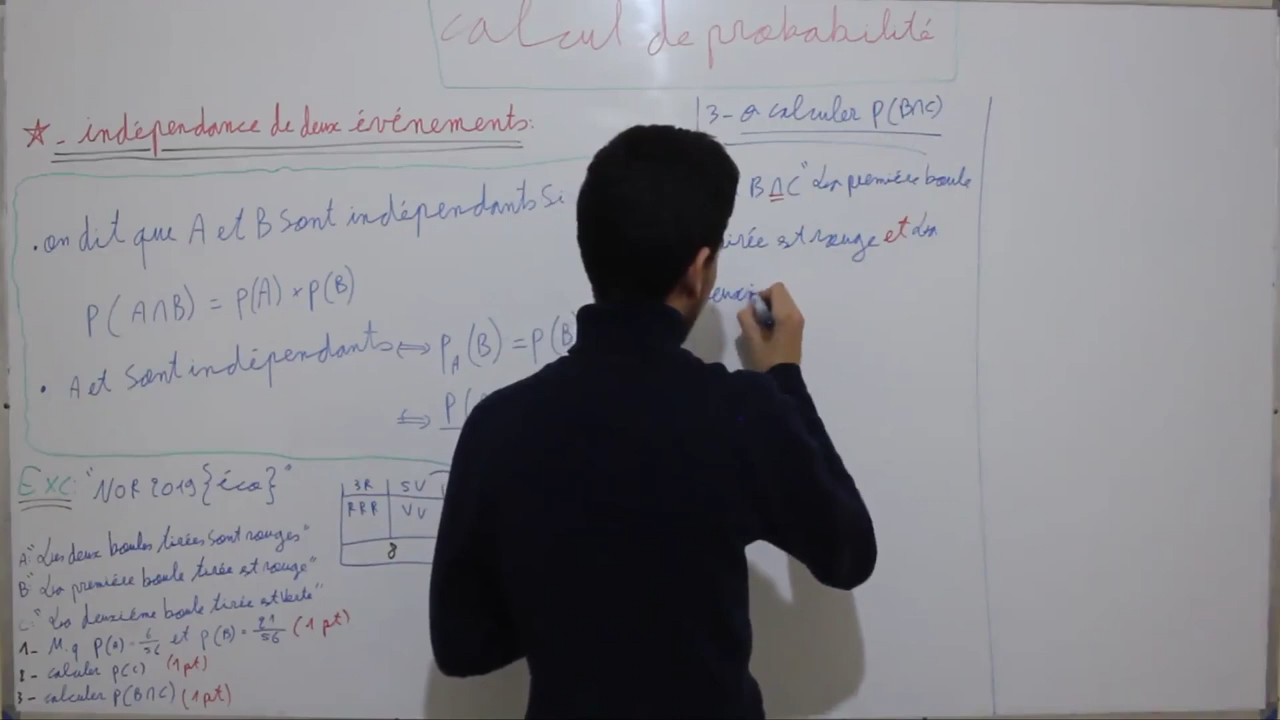 calcul de probabilité
☆ - indépendance de deux événements:
. on dit que A et B sont indépendants si
P(A∩B) = P(A) × P(B)
• A et sont indépendants ⟺ P_A(B) = P(B
⟺ P(
Exc: "NOR 2019 {éco}"
3R 5V
RRR VV
8
A: "Les deux boules tirées sont rouges"
B: "La première boule tirée est rouge"
C: "La deuxième boule tirée est Verte"
1- M.q P(A) = 6/56 et p(B) = 21/56 (1 pt)
2- calculer p(C) (1 pt)
3- calculer P(B∩C) (1 pt)
3- a calculer P(B∩C)
B∩C "La première boule
irée est rouge et La
euxi